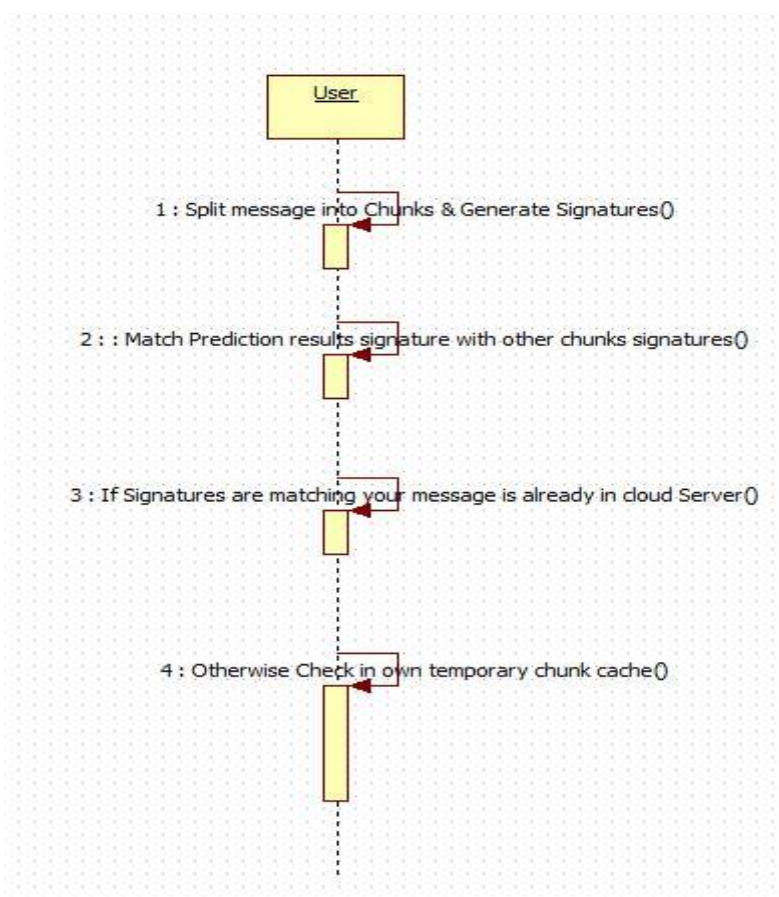 User
1 : Split message into Chunks & Generate Signatures()
2 : : Match Prediction results signature with other chunks signatures()
3 : If Signatures are matching your message is already in cloud Server()
4 : Otherwise Check in own temporary chunk cache()